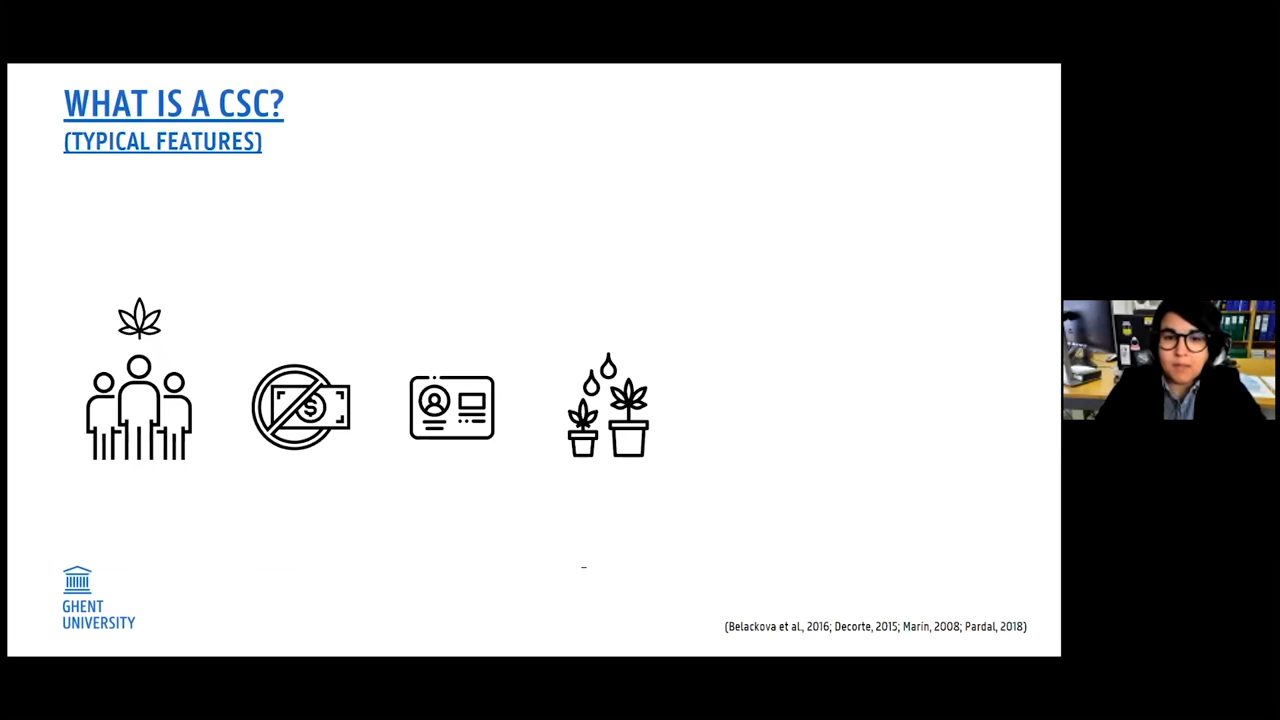 WHAT IS A CSC?
(TYPICAL FEATURES)
$
GHENT
UNIVERSITY
(Belackova et al., 2016; Decorte, 2015; Marin, 2008; Pardal, 2018)